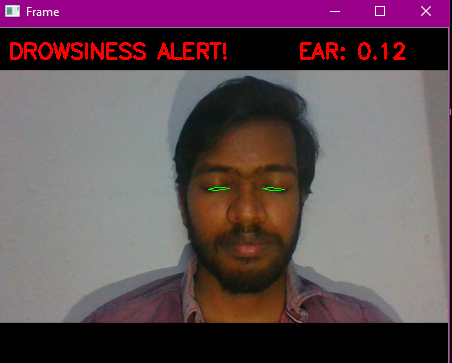 Frame
DROWSINESS ALERT! EAR: 0.12